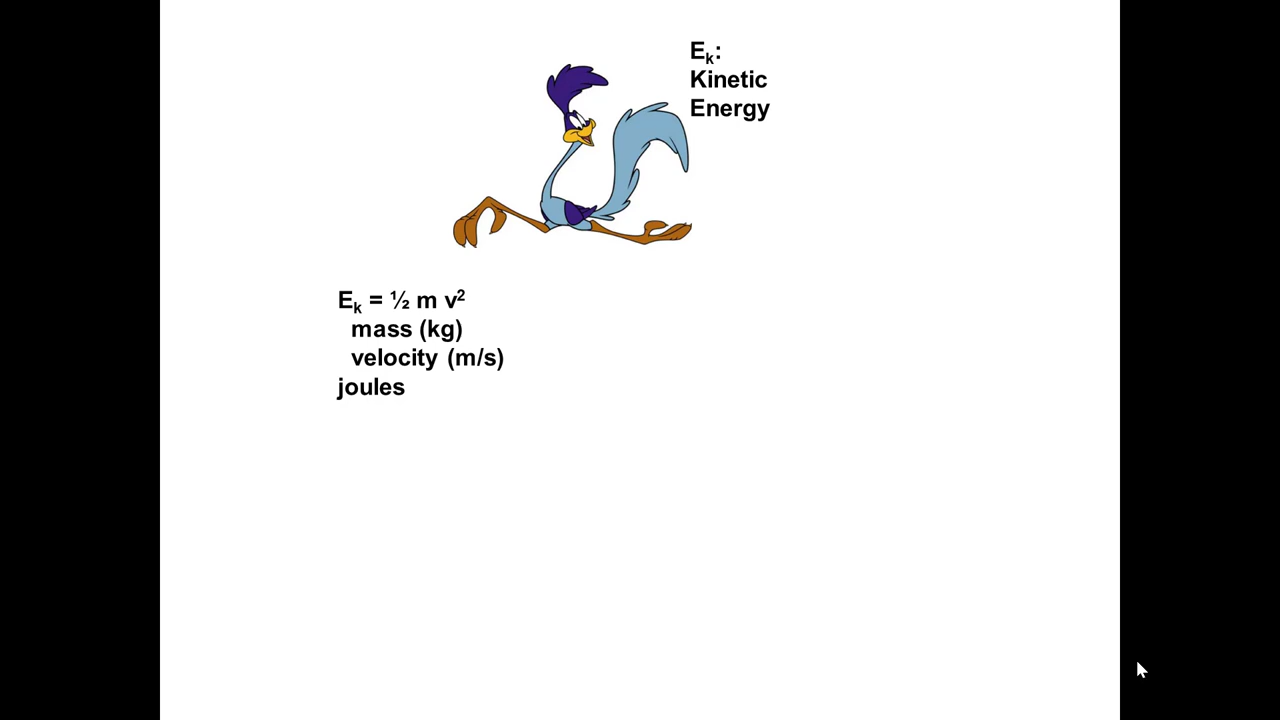 Eₖ:
Kinetic
Energy
Eₖ = ½ m v²
mass (kg)
velocity (m/s)
joules